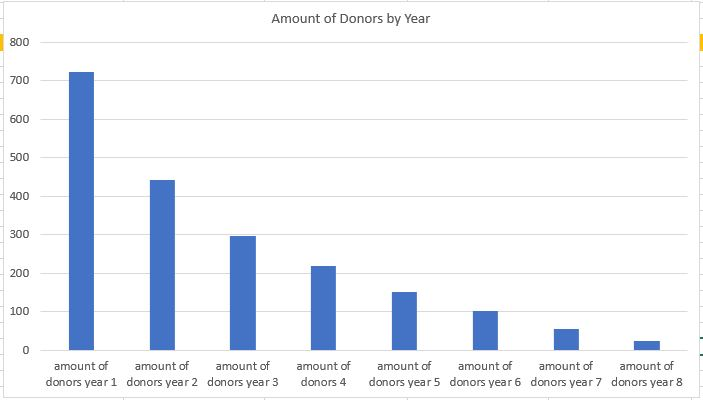 Amount of Donors by Year
800
700
600
500
400
300
200
100
0
amount of donors year 1
amount of donors year 2
amount of donors year 3
amount of donors 4
amount of donors year 5
amount of donors year 6
amount of donors year 7
amount of donors year 8